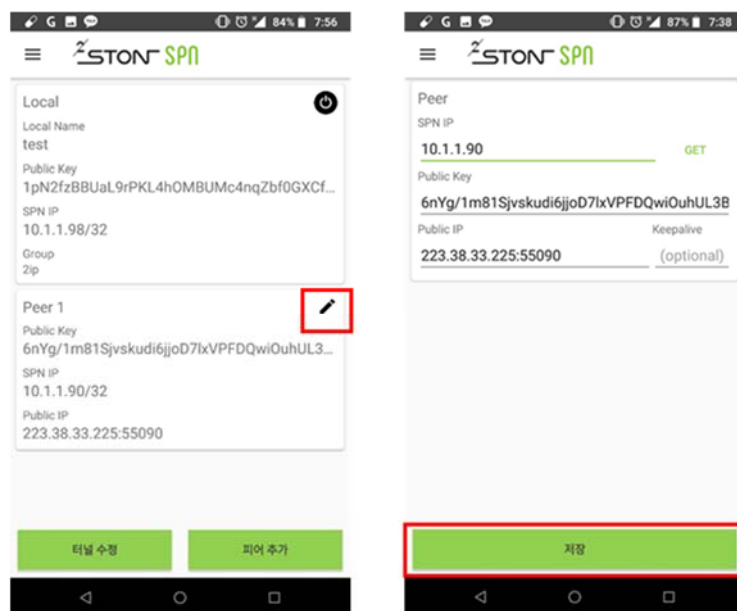 84% 7:56
ZSTONE SPN
Local
Local Name
test
Public Key
1pN2fzBBUaL9rPKL4hOMBUMc4nqZbf0GXCf...
SPN IP
10.1.1.98/32
Group
2ip
Peer 1
Public Key
6nYg/1m81Sjvskudi6jjoD7lxVPFDQwiOuhUL3...
SPN IP
10.1.1.90/32
Public IP
223.38.33.225:55090
터널 수정
피어 추가
87% 7:38
ZSTONE SPN
Peer
SPN IP
10.1.1.90 GET
Public Key
6nYg/1m81Sjvskudi6jjoD7lxVPFDQwiOuhUL3B
Public IP Keepalive
223.38.33.225:55090 (optional)
저장